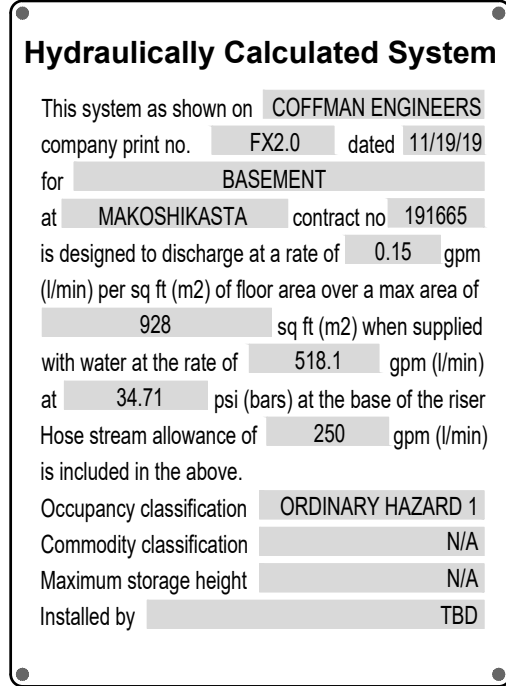 Hydraulically Calculated System
This system as shown on COFFMAN ENGINEERS
company print no. FX2.0 dated 11/19/19
for BASEMENT
at MAKOSHIKASTA contract no 191665
is designed to discharge at a rate of 0.15 gpm
(l/min) per sq ft (m2) of floor area over a max area of
928 sq ft (m2) when supplied
with water at the rate of 518.1 gpm (l/min)
at 34.71 psi (bars) at the base of the riser
Hose stream allowance of 250 gpm (l/min)
is included in the above.
Occupancy classification ORDINARY HAZARD 1
Commodity classification N/A
Maximum storage height N/A
Installed by TBD